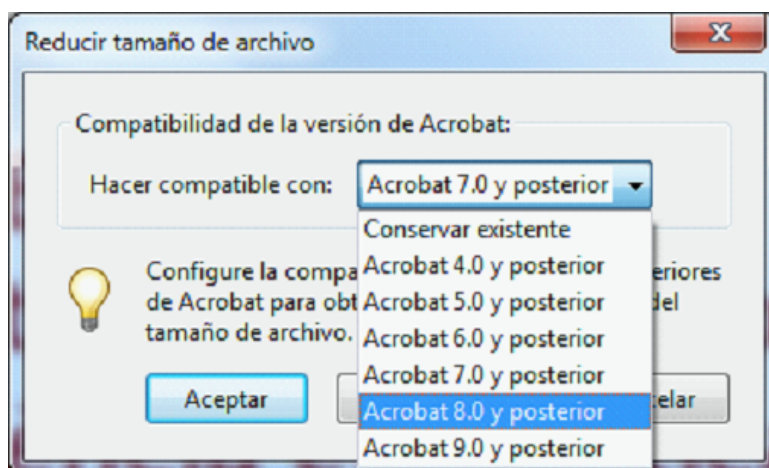 Reducir tamaño de archivo
Compatibilidad de la versión de Acrobat:
Hacer compatible con: Acrobat 7.0 y posterior
Conservar existente
Acrobat 4.0 y posterior
Acrobat 5.0 y posterior
Acrobat 6.0 y posterior
Acrobat 7.0 y posterior
Acrobat 8.0 y posterior
Acrobat 9.0 y posterior
Configure la
de Acrobat para del
tamaño de archivo.
Aceptar